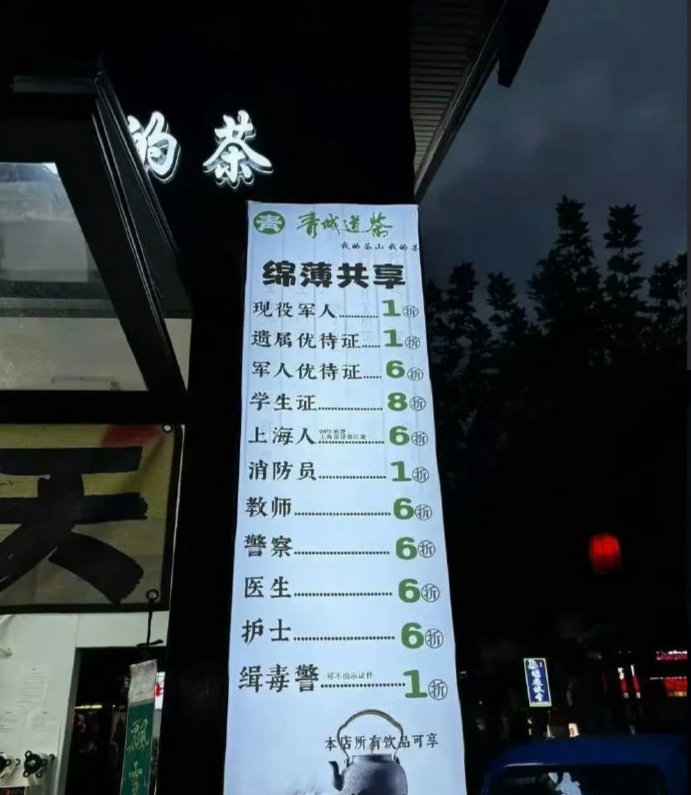 的茶
青
青城道茶
我的茶山 我的茶
绵薄共享
现役军人........1折
遗属优待证......1折
军人优待证.....6折
学生证................8折
上海人................6折
消防员................1折
教师.......................6折
警察.......................6折
医生.......................6折
护士.......................6折
缉毒警 可不出示证件 ................1折
本店所有饮品可享
天